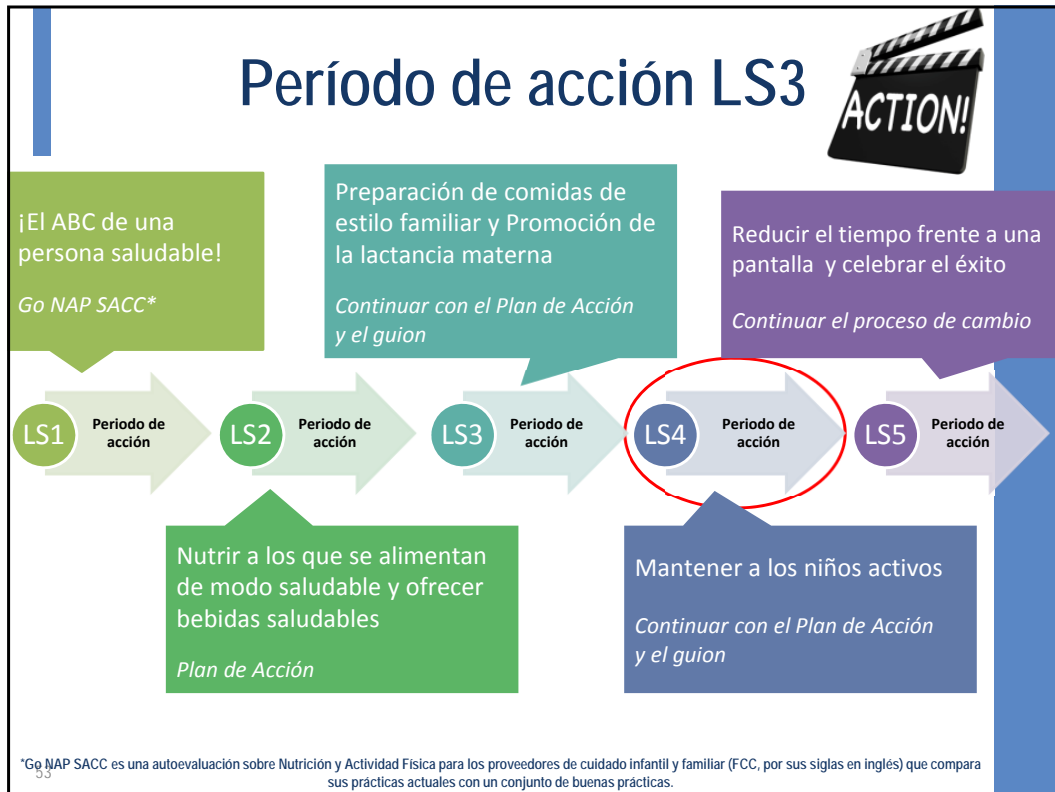 Período de acción LS3
ACTION!
¡El ABC de una
persona saludable!
Go NAP SACC*
Preparación de comidas de
estilo familiar y Promoción de
la lactancia materna
Continuar con el Plan de Acción
y el guion
Reducir el tiempo frente a una
pantalla y celebrar el éxito
Continuar el proceso de cambio
LS1
Periodo de
acción
LS2
Periodo de
acción
LS3
Periodo de
acción
LS4
Periodo de
acción
LS5
Periodo de
acción
Nutrir a los que se alimentan
de modo saludable y ofrecer
bebidas saludables
Plan de Acción
Mantener a los niños activos
Continuar con el Plan de Acción
y el guion
*Go NAP SACC es una autoevaluación sobre Nutrición y Actividad Física para los proveedores de cuidado infantil y familiar (FCC, por sus siglas en inglés) que compara
sus prácticas actuales con un conjunto de buenas prácticas.
53